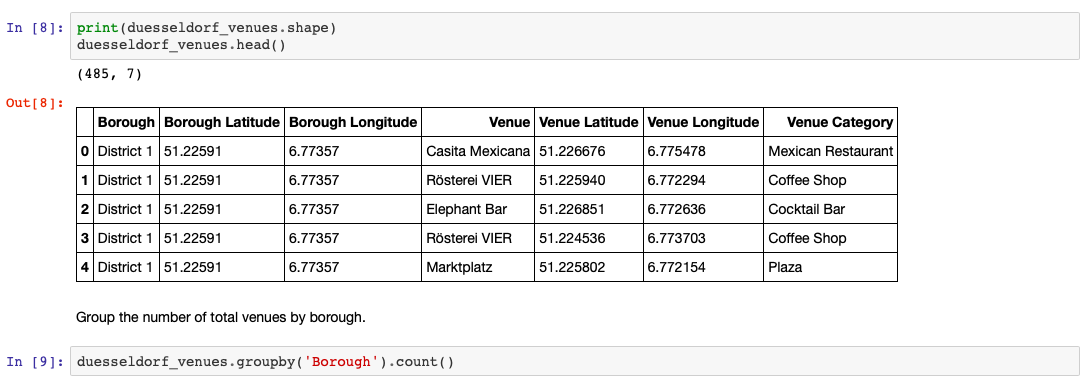 In [8]: print(duesseldorf_venues.shape)
duesseldorf_venues.head()
(485, 7)
Out[8]:
Borough Borough Latitude Borough Longitude Venue Venue Latitude Venue Longitude Venue Category
0 District 1 51.22591 6.77357 Casita Mexicana 51.226676 6.775478 Mexican Restaurant
1 District 1 51.22591 6.77357 Rösterei VIER 51.225940 6.772294 Coffee Shop
2 District 1 51.22591 6.77357 Elephant Bar 51.226851 6.772636 Cocktail Bar
3 District 1 51.22591 6.77357 Rösterei VIER 51.224536 6.773703 Coffee Shop
4 District 1 51.22591 6.77357 Marktplatz 51.225802 6.772154 Plaza
Group the number of total venues by borough.
In [9]: duesseldorf_venues.groupby('Borough').count()